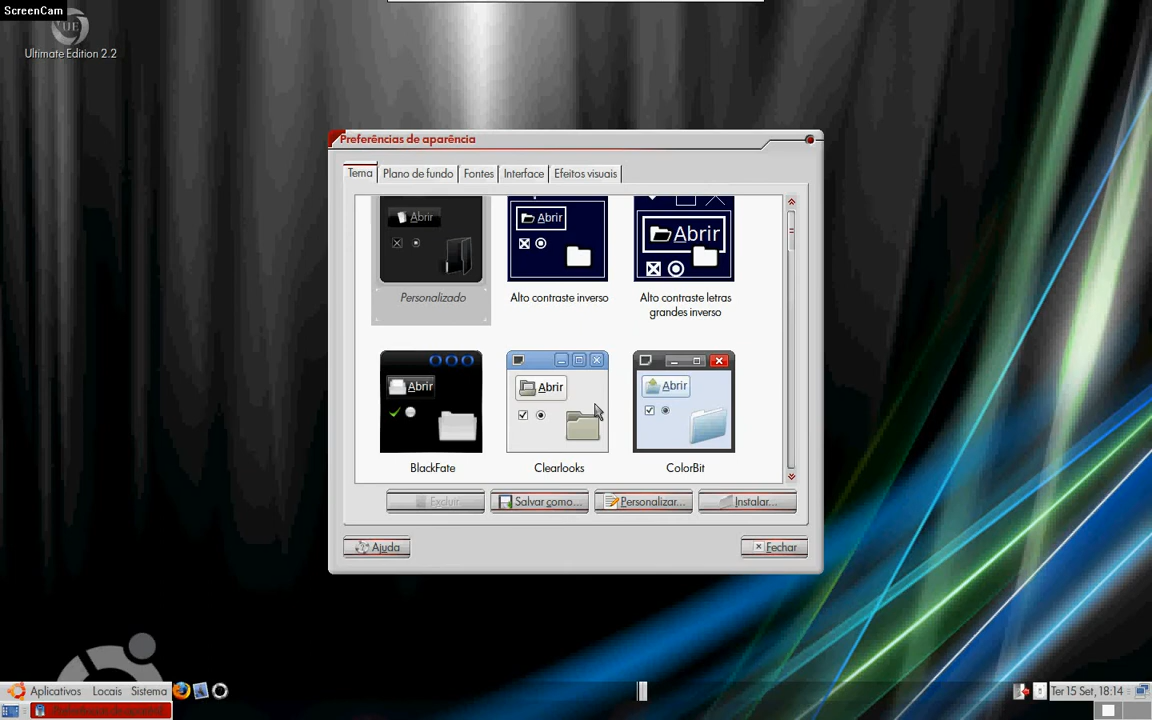 ScreenCam
Ultimate Edition 2.2
Preferências de aparência
Tema
Plano de fundo
Fontes
Interface
Efeitos visuais
Abrir
Abrir
Abrir
Personalizado
Alto contraste inverso
Alto contraste letras
grandes inverso
Abrir
Abrir
Abrir
BlackFate
Clearlooks
ColorBit
Excluir
Salvar como...
Personalizar...
Instalar...
Ajuda
Fechar
Aplicativos
Locais
Sistema
Ter 15 Set, 18:14